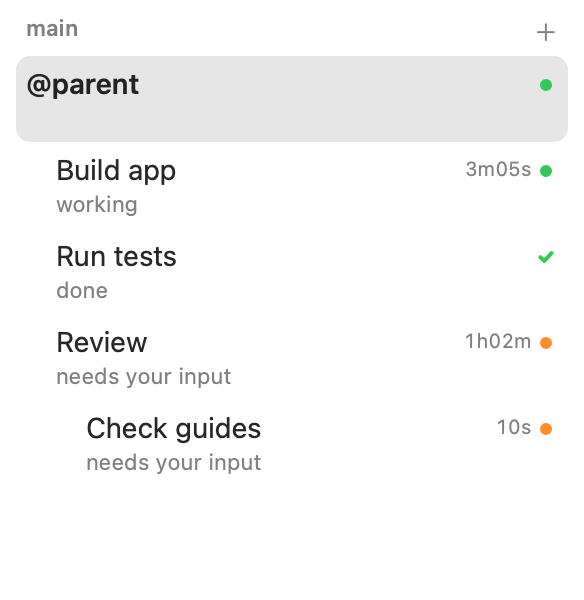 main
@parent
Build app
3m05s
working
Run tests
done
Review
1h02m
needs your input
Check guides
10s
needs your input